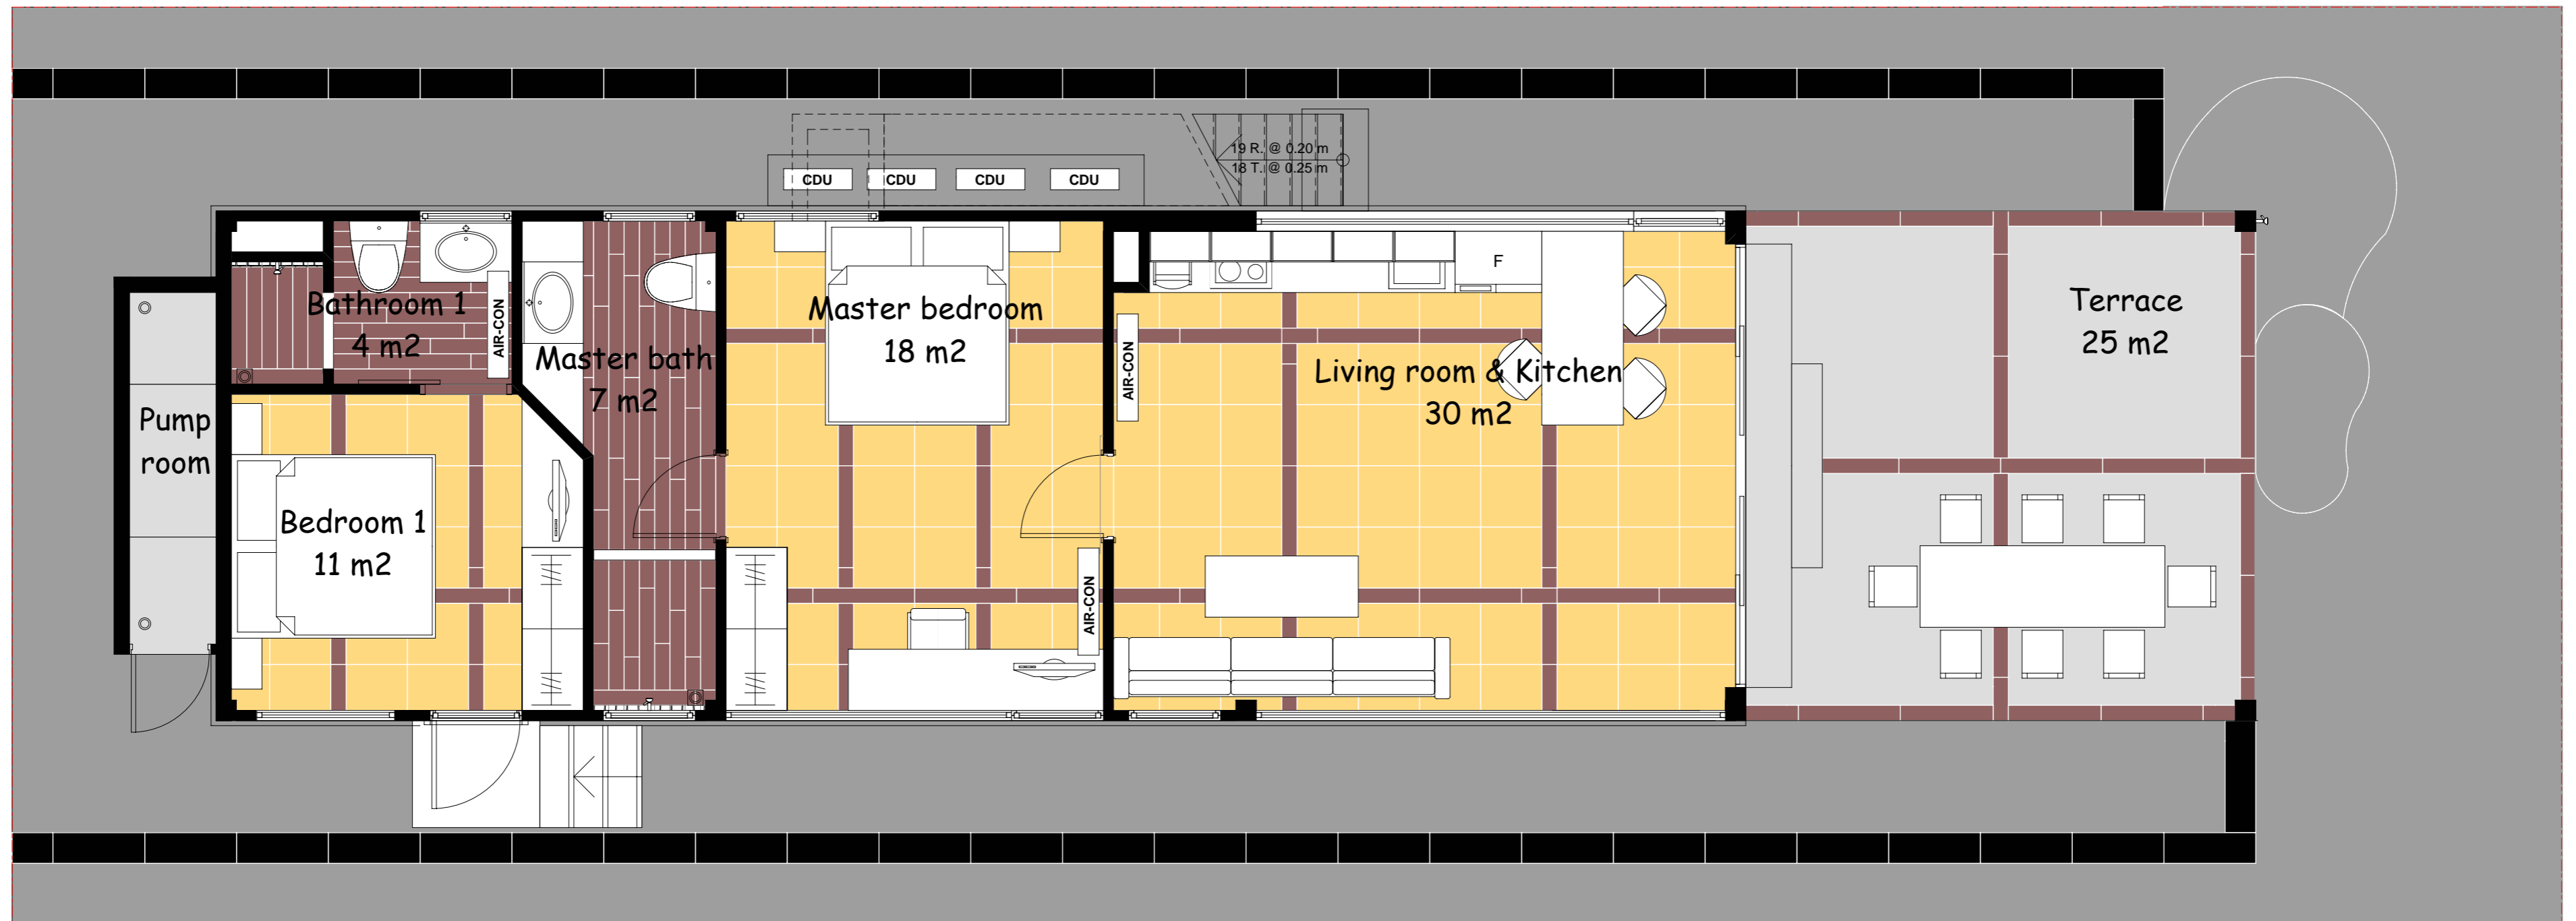 19 R. @ 0.20 m
18 T. @ 0.25 m
CDU
CDU
CDU
CDU
Bathroom 1
4 m2
AIR-CON
Master bath
7 m2
Master bedroom
18 m2
AIR-CON
F
Living room & Kitchen
30 m2
Terrace
25 m2
Pump
room
Bedroom 1
11 m2
AIR-CON